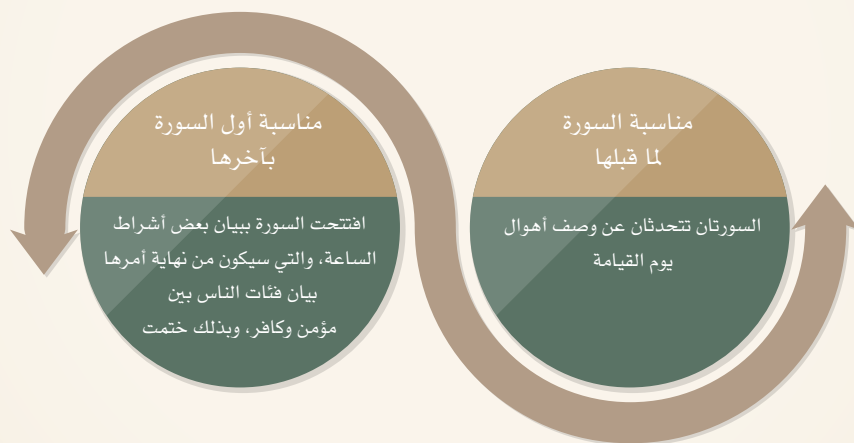 مناسبة السورة
لما قبلها
السورتان تتحدثان عن وصف أهوال
يوم القيامة
مناسبة أول السورة
بآخرها
افتتحت السورة ببيان بعض أشراط
الساعة، والتي سيكون من نهاية أمرها
بيان فئات الناس بين
مؤمن وكافر، وبذلك ختمت